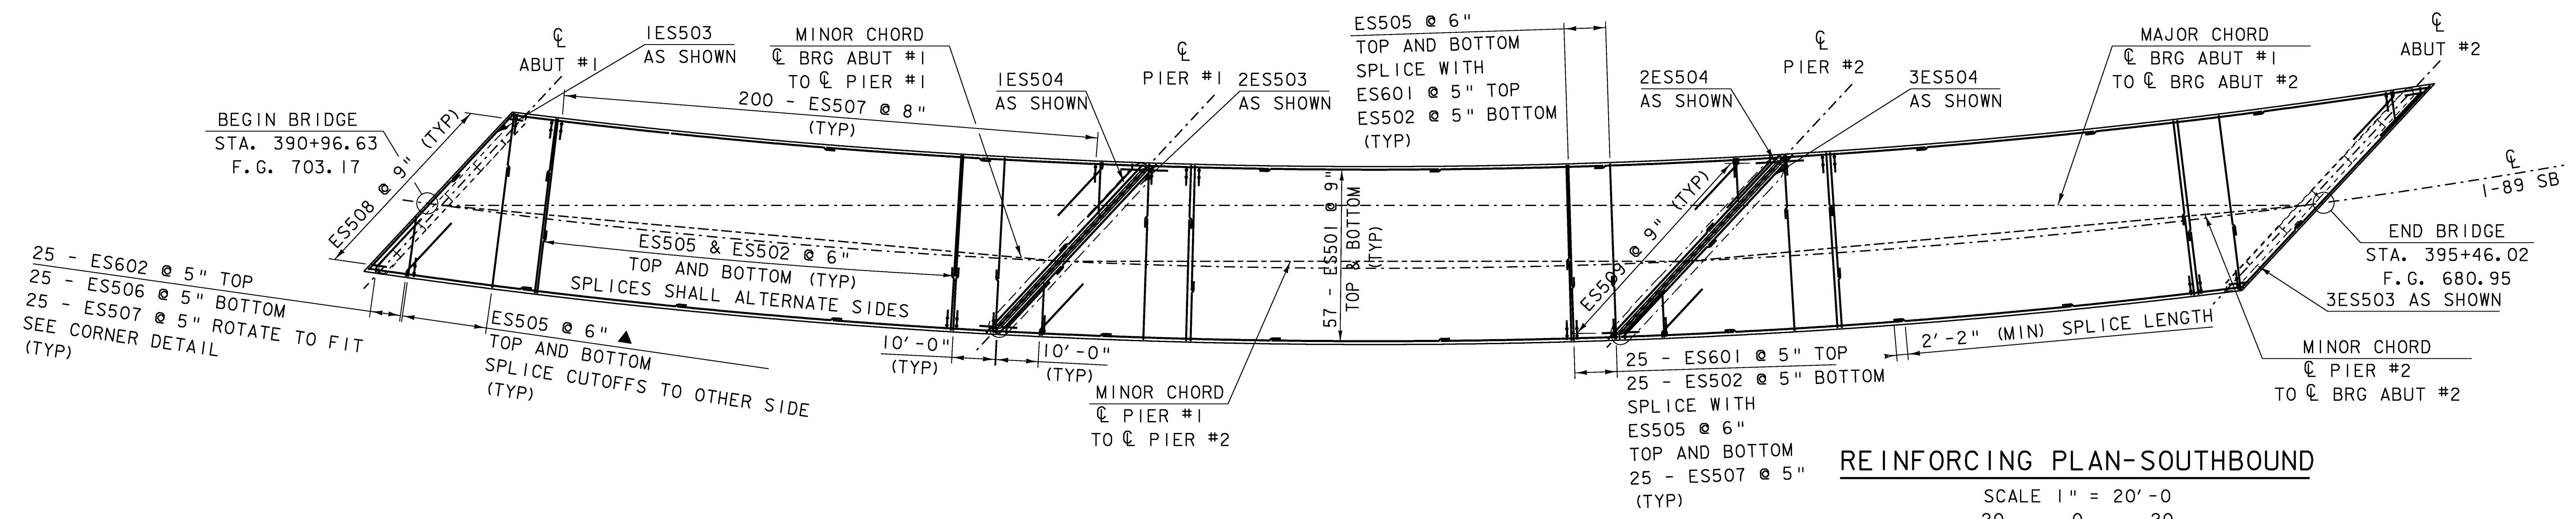 BEGIN BRIDGE
STA. 390+96.63
F.G. 703.17
℄
ABUT #1
1ES503
AS SHOWN
MINOR CHORD
℄ BRG ABUT #1
TO ℄ PIER #1
200 - ES507 @ 8"
(TYP)
1ES504
AS SHOWN
℄
PIER #1
2ES503
AS SHOWN
ES505 @ 6"
TOP AND BOTTOM
SPLICE WITH
ES601 @ 5" TOP
ES502 @ 5" BOTTOM
(TYP)
2ES504
AS SHOWN
℄
PIER #2
3ES504
AS SHOWN
MAJOR CHORD
℄ BRG ABUT #1
TO ℄ BRG ABUT #2
℄
ABUT #2
℄
I-89 SB
ES508 @ 9" (TYP)
25 - ES602 @ 5" TOP
25 - ES506 @ 5" BOTTOM
25 - ES507 @ 5" ROTATE TO FIT
SEE CORNER DETAIL
(TYP)
ES505 @ 6" ▲
TOP AND BOTTOM
SPLICE CUTOFFS TO OTHER SIDE
(TYP)
ES505 & ES502 @ 6"
TOP AND BOTTOM (TYP)
SPLICES SHALL ALTERNATE SIDES
10'-0"
(TYP)
10'-0"
(TYP)
MINOR CHORD
℄ PIER #1
TO ℄ PIER #2
57 - ES501 @ 9"
TOP & BOTTOM
(TYP)
ES509 @ 9" (TYP)
25 - ES601 @ 5" TOP
25 - ES502 @ 5" BOTTOM
SPLICE WITH
ES505 @ 6"
TOP AND BOTTOM
25 - ES507 @ 5"
(TYP)
2'-2" (MIN) SPLICE LENGTH
END BRIDGE
STA. 395+46.02
F.G. 680.95
3ES503 AS SHOWN
MINOR CHORD
℄ PIER #2
TO ℄ BRG ABUT #2
REINFORCING PLAN-SOUTHBOUND
SCALE 1" = 20'-0
20 0 20